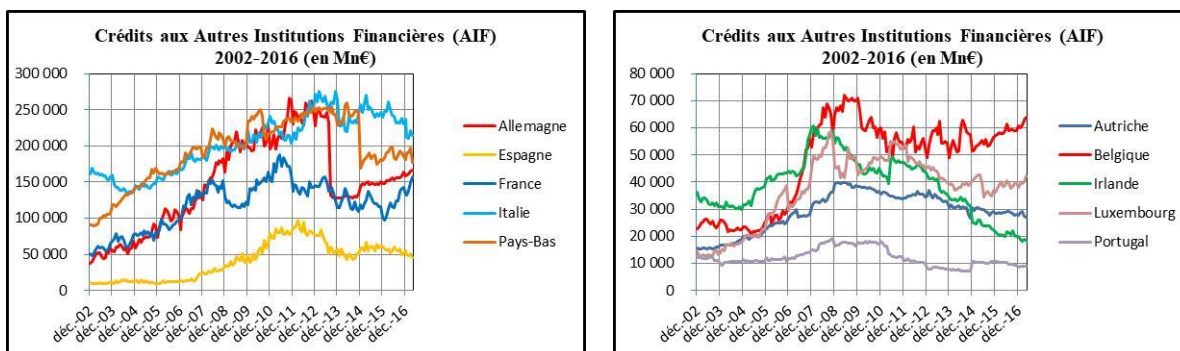 Crédits aux Autres Institutions Financières (AIF)
2002-2016 (en Mn€)
300 000
250 000
200 000
150 000
100 000
50 000
0
déc.-02
déc.-03
déc.-04
déc.-05
déc.-06
déc.-07
déc.-08
déc.-09
déc.-10
déc.-11
déc.-12
déc.-13
déc.-14
déc.-15
déc.-16
Allemagne
Espagne
France
Italie
Pays-Bas
Crédits aux Autres Institutions Financières (AIF)
2002-2016 (en Mn€)
80 000
70 000
60 000
50 000
40 000
30 000
20 000
10 000
0
déc.-02
déc.-03
déc.-04
déc.-05
déc.-06
déc.-07
déc.-08
déc.-09
déc.-10
déc.-11
déc.-12
déc.-13
déc.-14
déc.-15
déc.-16
Autriche
Belgique
Irlande
Luxembourg
Portugal